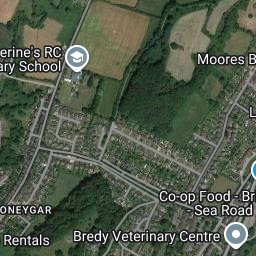 erine's RC
ary School
Moores B
L
Co-op Food - Br
- Sea Road
ONEYGAR
Rentals
Bredy Veterinary Centre